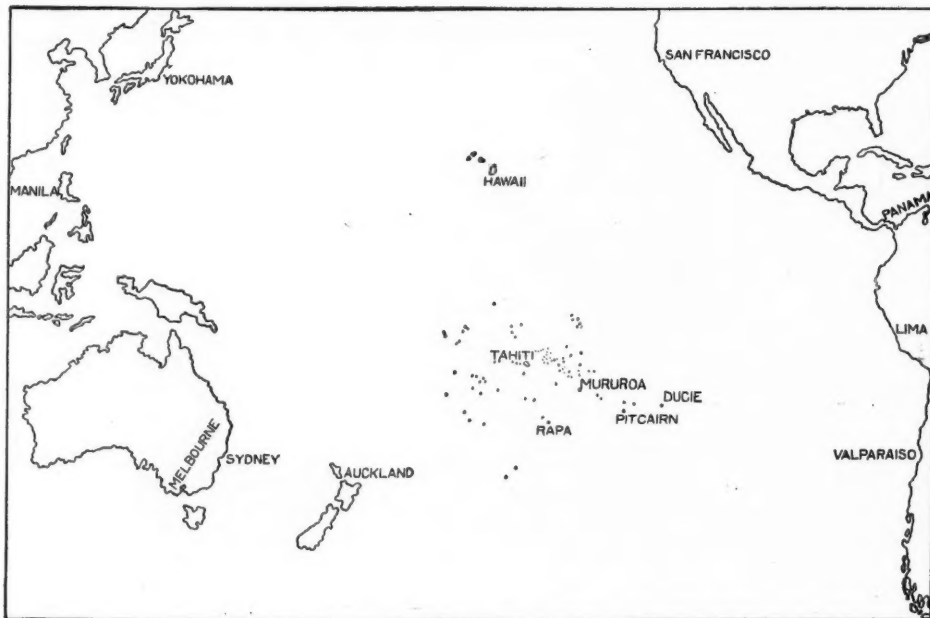 SAN FRANCISCO
YOKOHAMA
HAWAII
MANILA
PANAMA
LIMA
TAHITI
MURUROA
DUCIE
PITCAIRN
RAPA
MELBOURNE
SYDNEY
AUCKLAND
VALPARAISO